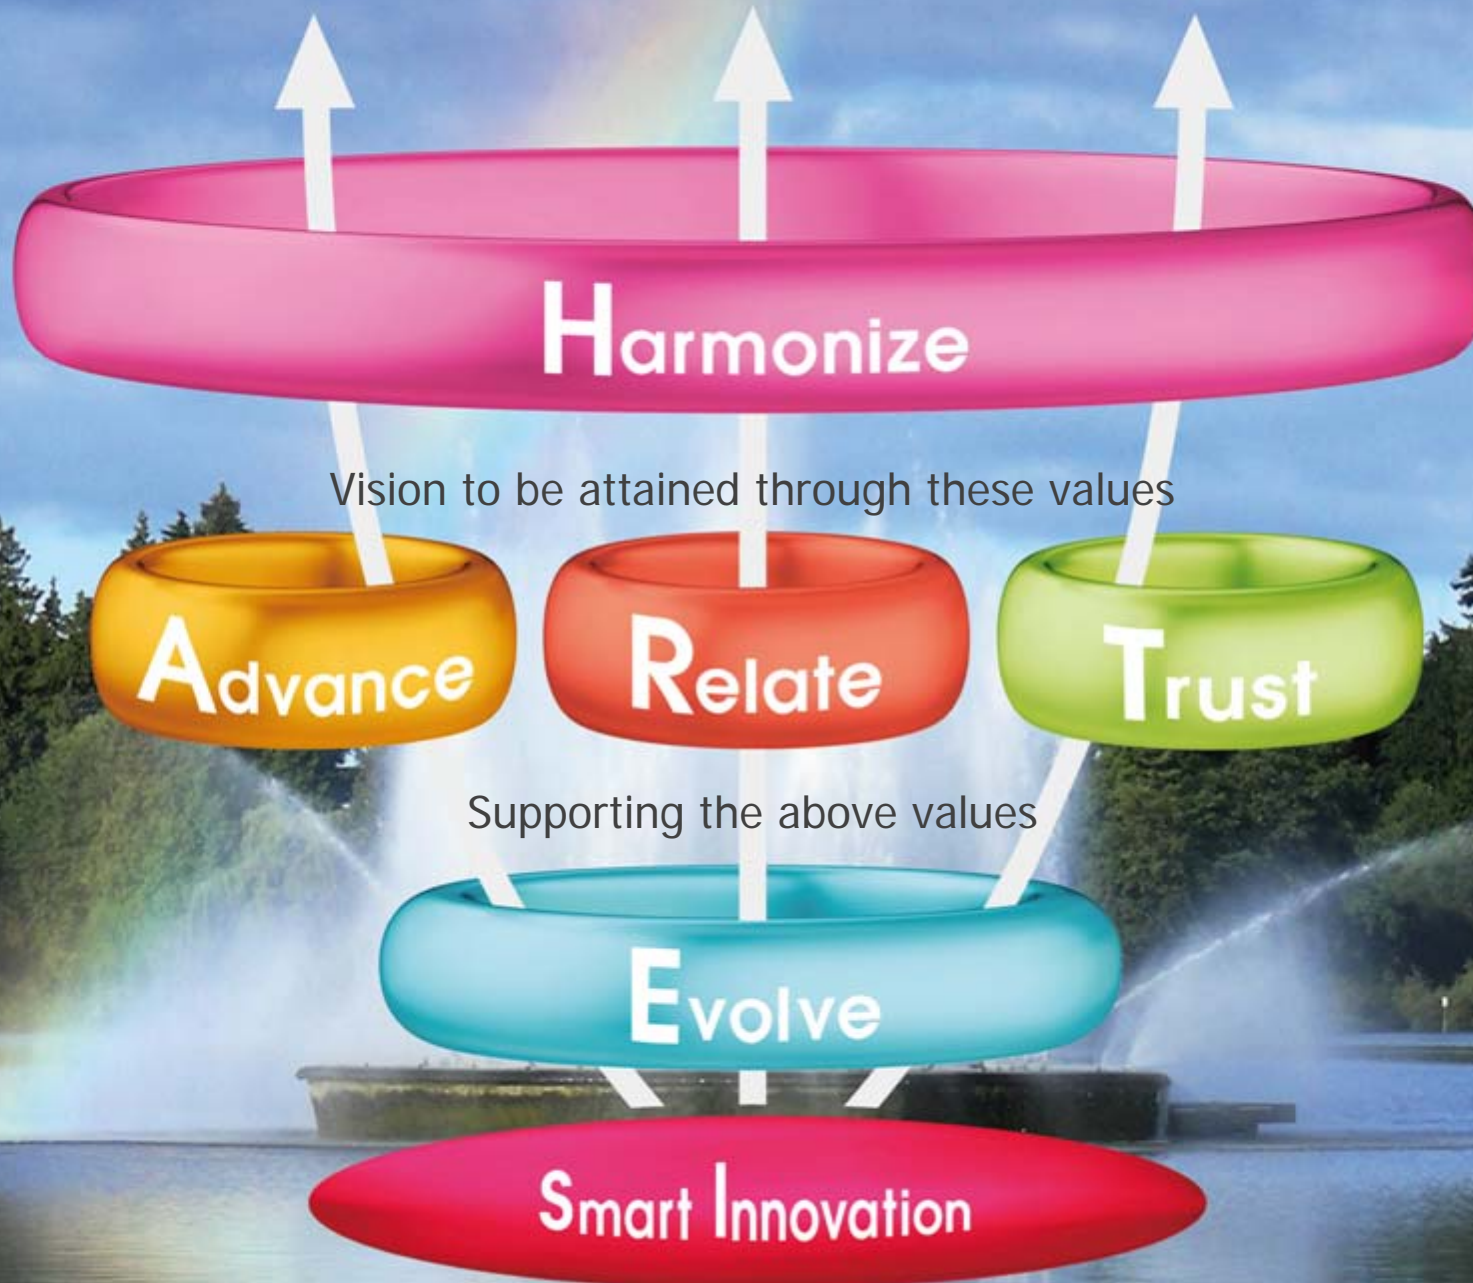 Harmonize
Vision to be attained through these values
Advance Relate Trust
Supporting the above values
Evolve
Smart Innovation